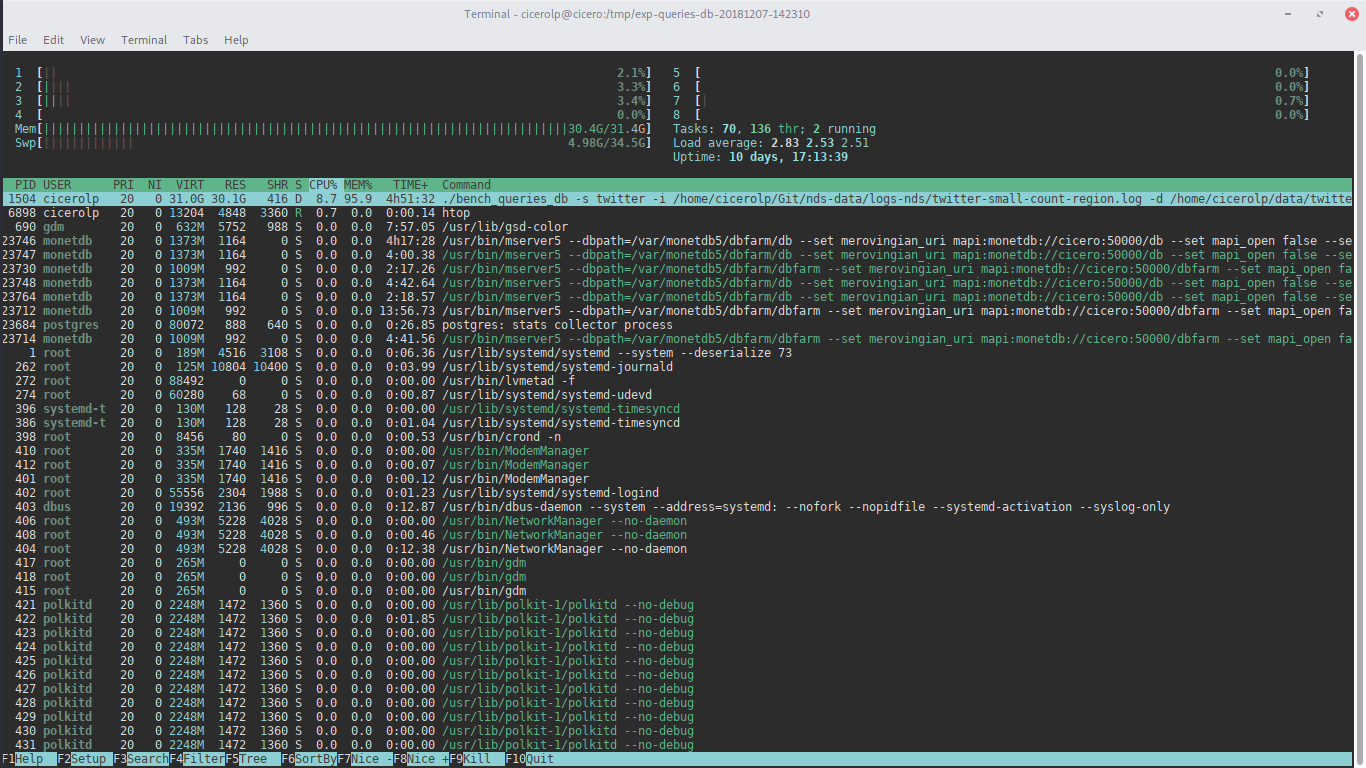 Terminal - cicerolp@cicero:/tmp/exp-queries-db-20181207-142310
File Edit View Terminal Tabs Help
1 [|| 2.1%] 5 [ 0.0%]
2 [|||| 3.3%] 6 [ 0.0%]
3 [|||| 3.4%] 7 [| 0.7%]
4 [ 0.0%] 8 [ 0.0%]
Mem[||||||||||||||||||||||||||||||||||||||||||||||||||||||||||||||||||||||||||30.4G/31.4G] Tasks: 70, 136 thr; 2 running
Swp[||||||||||||| 4.98G/34.5G] Load average: 2.83 2.53 2.51
Uptime: 10 days, 17:13:39
PID USER PRI NI VIRT RES SHR S CPU% MEM% TIME+ Command
1504 cicerolp 20 0 31.0G 30.1G 416 D 8.7 95.9 4h51:32 ./bench_queries_db -s twitter -i /home/cicerolp/Git/nds-data/logs-nds/twitter-small-count-region.log -d /home/cicerolp/data/twitte
6898 cicerolp 20 0 13204 4848 3360 R 0.7 0.0 0:00.14 htop
690 gdm 20 0 632M 5752 988 S 0.0 0.0 7:57.05 /usr/lib/gsd-color
23746 monetdb 20 0 1373M 1164 0 S 0.0 0.0 4h17:28 /usr/bin/mserver5 --dbpath=/var/monetdb5/dbfarm/db --set merovingian_uri mapi:monetdb://cicero:50000/db --set mapi_open false --se
23747 monetdb 20 0 1373M 1164 0 S 0.0 0.0 4:00.38 /usr/bin/mserver5 --dbpath=/var/monetdb5/dbfarm/db --set merovingian_uri mapi:monetdb://cicero:50000/db --set mapi_open false --se
23730 monetdb 20 0 1009M 992 0 S 0.0 0.0 2:17.26 /usr/bin/mserver5 --dbpath=/var/monetdb5/dbfarm/dbfarm --set merovingian_uri mapi:monetdb://cicero:50000/dbfarm --set mapi_open fa
23748 monetdb 20 0 1373M 1164 0 S 0.0 0.0 4:42.64 /usr/bin/mserver5 --dbpath=/var/monetdb5/dbfarm/db --set merovingian_uri mapi:monetdb://cicero:50000/db --set mapi_open false --se
23764 monetdb 20 0 1373M 1164 0 S 0.0 0.0 2:18.57 /usr/bin/mserver5 --dbpath=/var/monetdb5/dbfarm/db --set merovingian_uri mapi:monetdb://cicero:50000/db --set mapi_open false --se
23712 monetdb 20 0 1009M 992 0 S 0.0 0.0 13:56.73 /usr/bin/mserver5 --dbpath=/var/monetdb5/dbfarm/dbfarm --set merovingian_uri mapi:monetdb://cicero:50000/dbfarm --set mapi_open fa
23684 postgres 20 0 80072 888 640 S 0.0 0.0 0:26.85 postgres: stats collector process
23714 monetdb 20 0 1009M 992 0 S 0.0 0.0 4:41.56 /usr/bin/mserver5 --dbpath=/var/monetdb5/dbfarm/dbfarm --set merovingian_uri mapi:monetdb://cicero:50000/dbfarm --set mapi_open fa
1 root 20 0 189M 4516 3108 S 0.0 0.0 0:06.36 /usr/lib/systemd/systemd --system --deserialize 73
262 root 20 0 125M 10804 10400 S 0.0 0.0 0:03.99 /usr/lib/systemd/systemd-journald
272 root 20 0 88492 0 0 S 0.0 0.0 0:00.00 /usr/bin/lvmetad -f
274 root 20 0 60280 68 0 S 0.0 0.0 0:00.87 /usr/lib/systemd/systemd-udevd
396 systemd-t 20 0 130M 128 28 S 0.0 0.0 0:00.00 /usr/lib/systemd/systemd-timesyncd
386 systemd-t 20 0 130M 128 28 S 0.0 0.0 0:01.04 /usr/lib/systemd/systemd-timesyncd
398 root 20 0 8456 80 0 S 0.0 0.0 0:00.53 /usr/bin/crond -n
410 root 20 0 335M 1740 1416 S 0.0 0.0 0:00.00 /usr/bin/ModemManager
412 root 20 0 335M 1740 1416 S 0.0 0.0 0:00.07 /usr/bin/ModemManager
401 root 20 0 335M 1740 1416 S 0.0 0.0 0:00.12 /usr/bin/ModemManager
402 root 20 0 55556 2304 1988 S 0.0 0.0 0:01.23 /usr/lib/systemd/systemd-logind
403 dbus 20 0 19392 2136 996 S 0.0 0.0 0:12.87 /usr/bin/dbus-daemon --system --address=systemd: --nofork --nopidfile --systemd-activation --syslog-only
406 root 20 0 493M 5228 4028 S 0.0 0.0 0:00.00 /usr/bin/NetworkManager --no-daemon
408 root 20 0 493M 5228 4028 S 0.0 0.0 0:00.46 /usr/bin/NetworkManager --no-daemon
404 root 20 0 493M 5228 4028 S 0.0 0.0 0:12.38 /usr/bin/NetworkManager --no-daemon
417 root 20 0 265M 0 0 S 0.0 0.0 0:00.00 /usr/bin/gdm
418 root 20 0 265M 0 0 S 0.0 0.0 0:00.00 /usr/bin/gdm
415 root 20 0 265M 0 0 S 0.0 0.0 0:00.00 /usr/bin/gdm
421 polkitd 20 0 2248M 1472 1360 S 0.0 0.0 0:00.00 /usr/lib/polkit-1/polkitd --no-debug
422 polkitd 20 0 2248M 1472 1360 S 0.0 0.0 0:01.85 /usr/lib/polkit-1/polkitd --no-debug
423 polkitd 20 0 2248M 1472 1360 S 0.0 0.0 0:00.00 /usr/lib/polkit-1/polkitd --no-debug
424 polkitd 20 0 2248M 1472 1360 S 0.0 0.0 0:00.00 /usr/lib/polkit-1/polkitd --no-debug
425 polkitd 20 0 2248M 1472 1360 S 0.0 0.0 0:00.00 /usr/lib/polkit-1/polkitd --no-debug
426 polkitd 20 0 2248M 1472 1360 S 0.0 0.0 0:00.00 /usr/lib/polkit-1/polkitd --no-debug
427 polkitd 20 0 2248M 1472 1360 S 0.0 0.0 0:00.00 /usr/lib/polkit-1/polkitd --no-debug
428 polkitd 20 0 2248M 1472 1360 S 0.0 0.0 0:00.00 /usr/lib/polkit-1/polkitd --no-debug
429 polkitd 20 0 2248M 1472 1360 S 0.0 0.0 0:00.00 /usr/lib/polkit-1/polkitd --no-debug
430 polkitd 20 0 2248M 1472 1360 S 0.0 0.0 0:00.00 /usr/lib/polkit-1/polkitd --no-debug
431 polkitd 20 0 2248M 1472 1360 S 0.0 0.0 0:00.00 /usr/lib/polkit-1/polkitd --no-debug
F1Help F2Setup F3SearchF4FilterF5Tree F6SortByF7Nice -F8Nice +F9Kill F10Quit